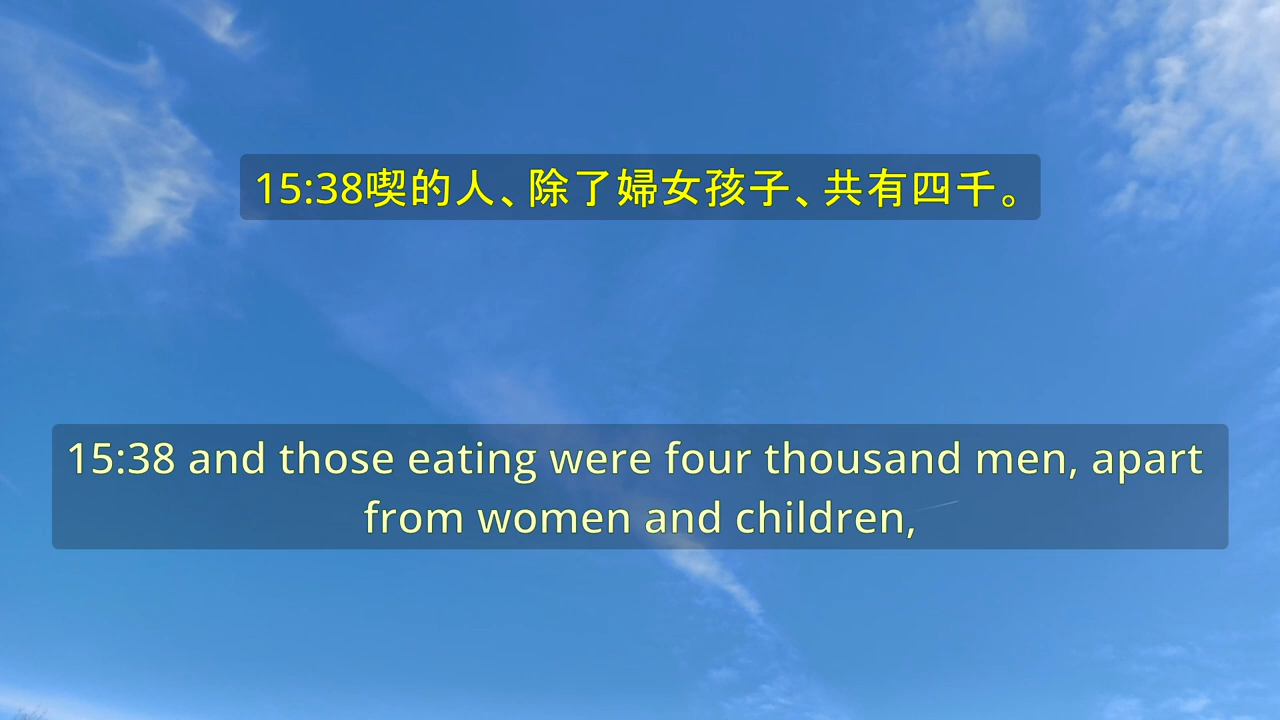 15:38喫的人、除了婦女孩子、共有四千。
15:38 and those eating were four thousand men, apart
from women and children,